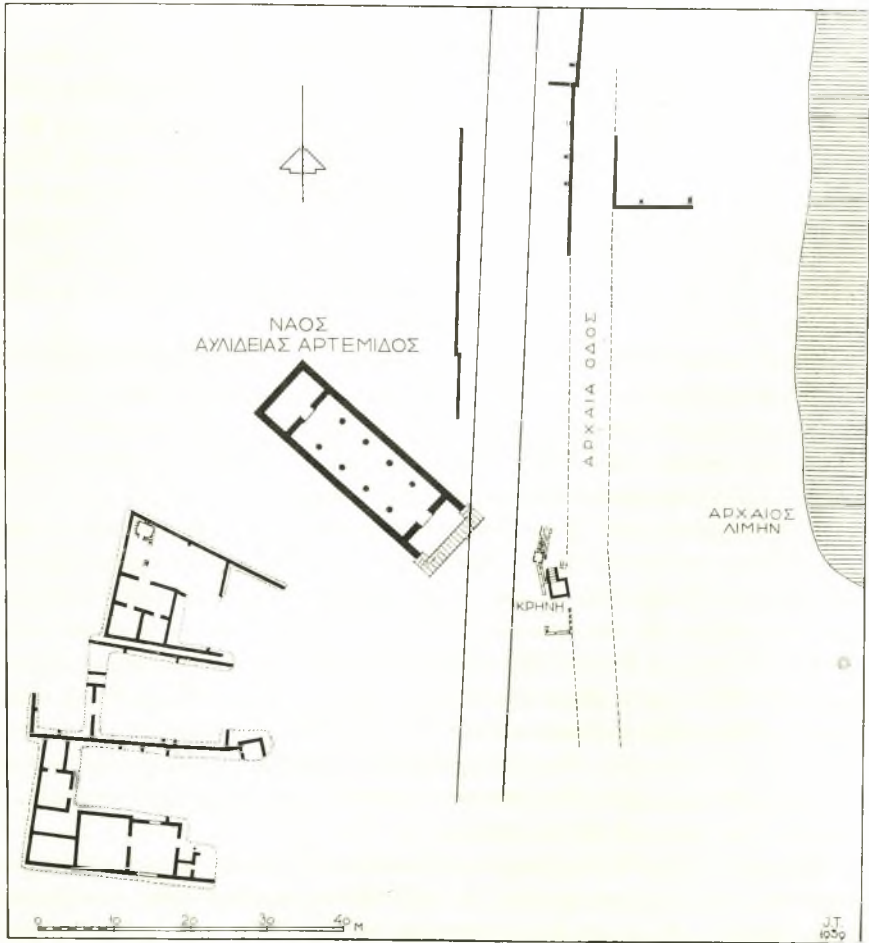 ΝΑΟΣ
ΑΥΛΙΔΕΙΑΣ ΑΡΤΕΜΙΔΟΣ
ΑΡΧΑΙΑ ΟΔΟΣ
ΑΡΧΑΙΟΣ
ΛΙΜΗΝ
ΚΡΗΝΗ
0 10 20 30 40 M
J.T.
1959